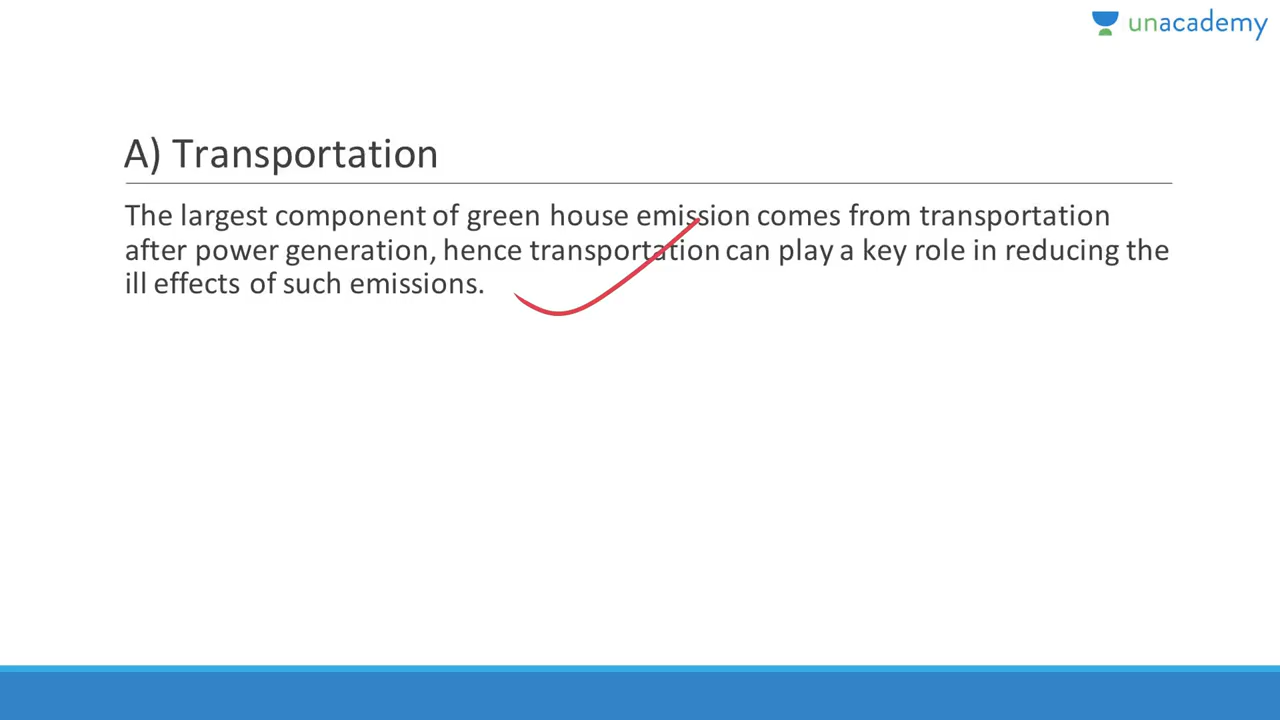 unacademy
A) Transportation
The largest component of green house emission comes from transportation
after power generation, hence transportation can play a key role in reducing the
ill effects of such emissions.